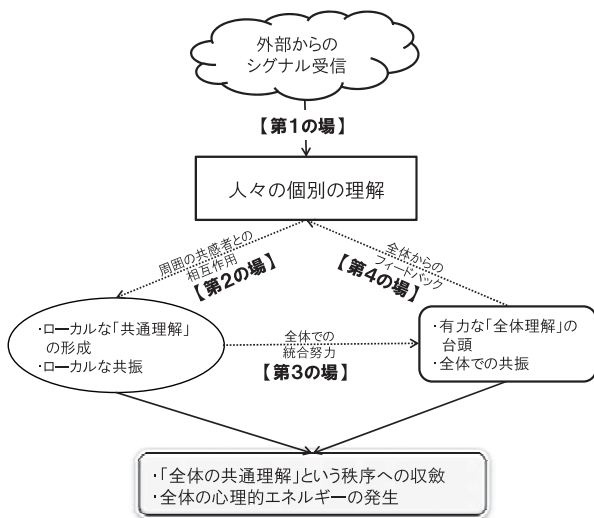 外部からの
シグナル受信
【第1の場】
人々の個別の理解
周囲の共感者との
相互作用
【第2の場】
全体からの
フィードバック
【第4の場】
・ローカルな「共通理解」
の形成
・ローカルな共振
全体での
統合努力
【第3の場】
・有力な「全体理解」の
台頭
・全体での共振
・「全体の共通理解」という秩序への収斂
・全体の心理的エネルギーの発生